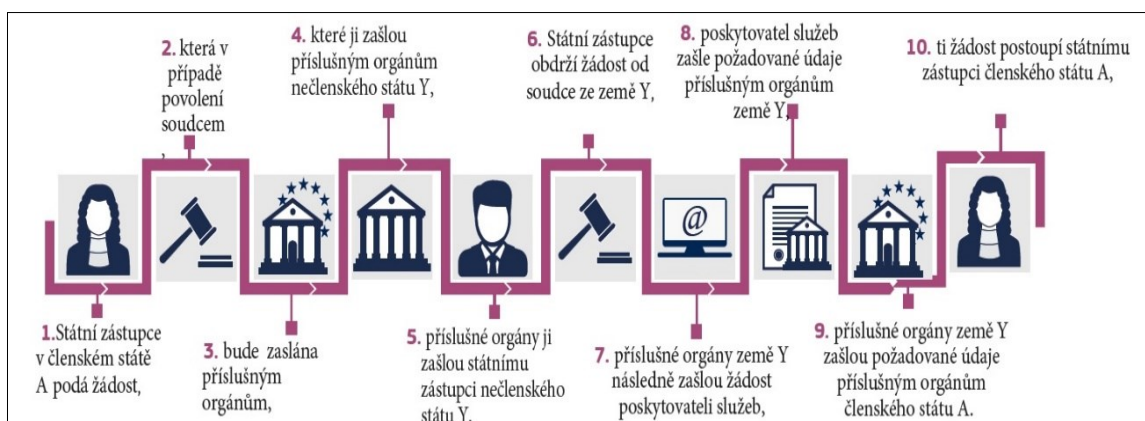 1.Státní zástupce
v členském státě
A podá žádost,
2. která v
případě
povolení
soudcem
,
3. bude zaslána
příslušným
orgánům,
4. které ji zašlou
příslušným orgánům
nečlenského státu Y,
5. příslušné orgány ji
zašlou státnímu
zástupci nečlenského
státu Y.
6. Státní zástupce
obdrží žádost od
soudce ze země Y,
7. příslušné orgány země Y
následně zašlou žádost
poskytovateli služeb,
8. poskytovatel služeb
zašle požadované údaje
příslušným orgánům
země Y,
@
9. příslušné orgány země Y
zašlou požadované údaje
příslušným orgánům
členského státu A.
10. ti žádost postoupí státnímu
zástupci členského státu A,